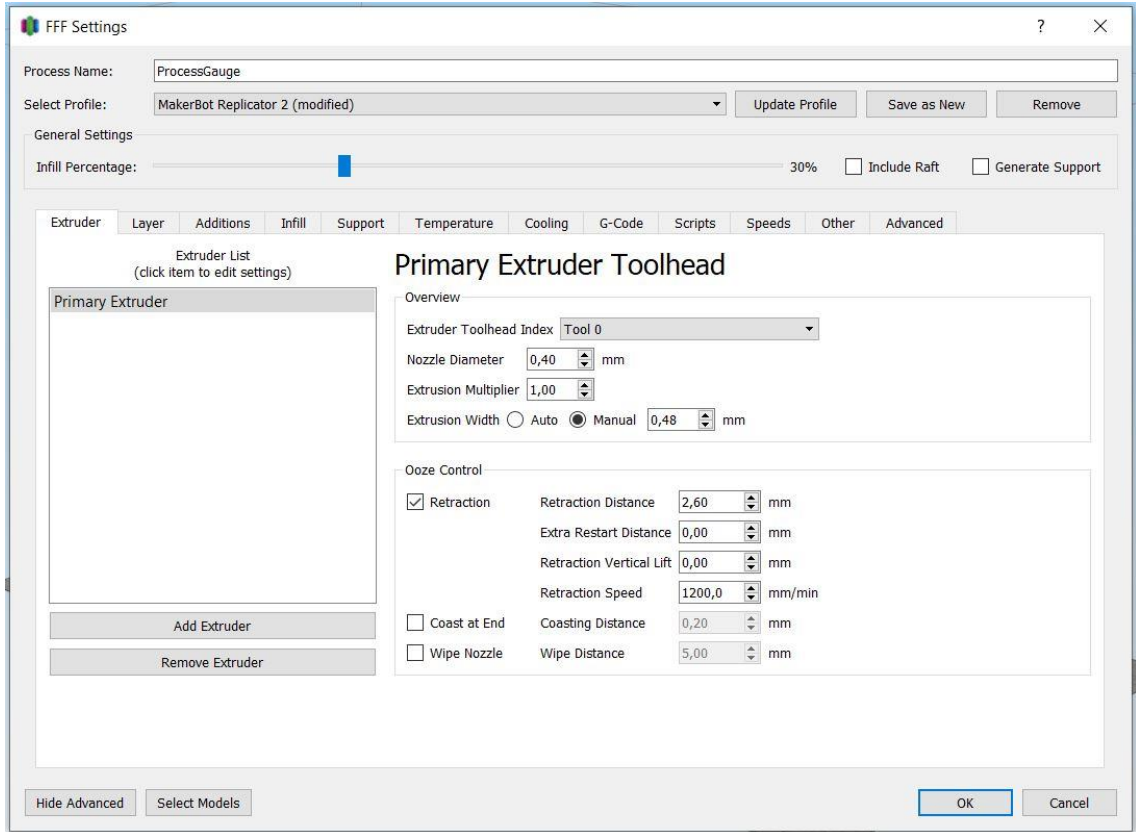 FFF Settings ?
Process Name: ProcessGauge
Select Profile: MakerBot Replicator 2 (modified) Update Profile Save as New Remove
General Settings
Infill Percentage: 30% Include Raft Generate Support
Extruder Layer Additions Infill Support Temperature Cooling G-Code Scripts Speeds Other Advanced
Extruder List
(click item to edit settings)
Primary Extruder
Add Extruder
Remove Extruder
Primary Extruder Toolhead
Overview
Extruder Toolhead Index Tool 0
Nozzle Diameter 0,40 mm
Extrusion Multiplier 1,00
Extrusion Width Auto Manual 0,48 mm
Ooze Control
Retraction Retraction Distance 2,60 mm
Extra Restart Distance 0,00 mm
Retraction Vertical Lift 0,00 mm
Retraction Speed 1200,0 mm/min
Coast at End Coasting Distance 0,20 mm
Wipe Nozzle Wipe Distance 5,00 mm
Hide Advanced Select Models OK Cancel